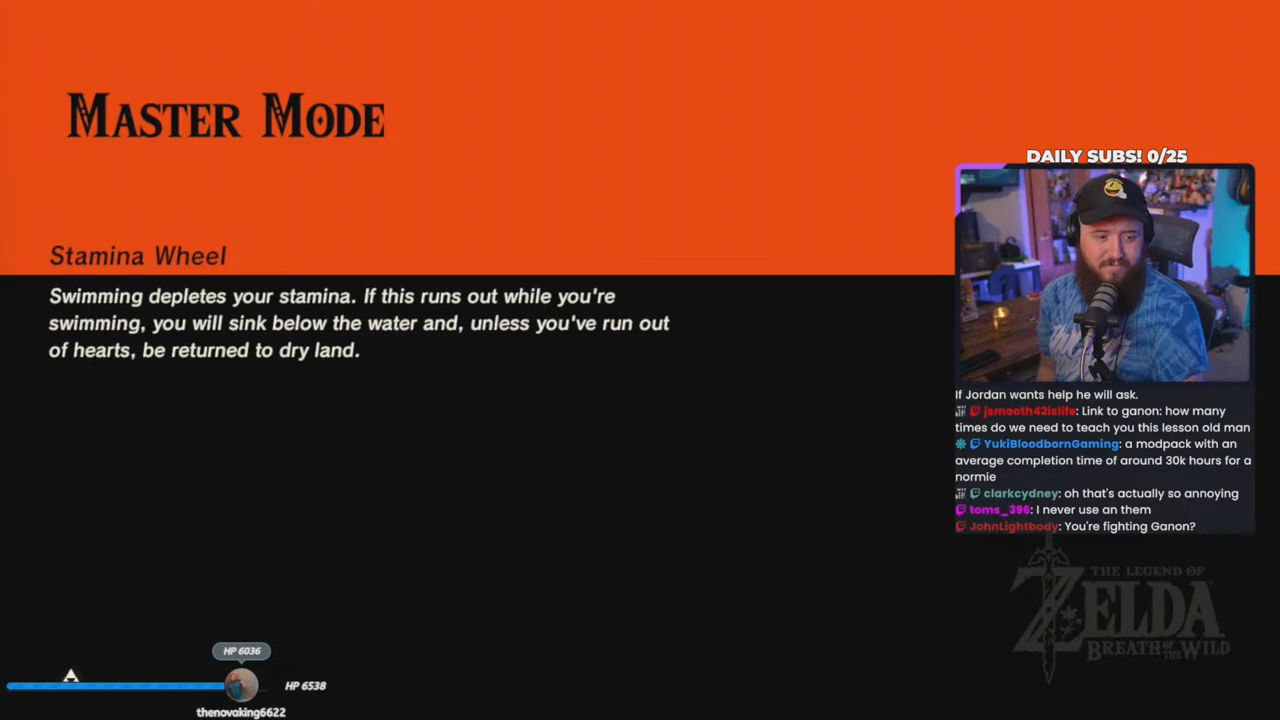 MASTER MODE
Stamina Wheel
Swimming depletes your stamina. If this runs out while you're
swimming, you will sink below the water and, unless you've run out
of hearts, be returned to dry land.
DAILY SUBS! 0/25
If Jordan wants help he will ask.
jsmooth42islife: Link to ganon: how many
times do we need to teach you this lesson old man
YukiBloodbornGaming: a modpack with an
average completion time of around 30k hours for a
normie
clarkcydney: oh that's actually so annoying
toms_396: I never use an them
JohnLightbody: You're fighting Ganon?
THE LEGEND OF
ZELDA
BREATH OF THE WILD
HP 6036
HP 6538
thenovaking6622